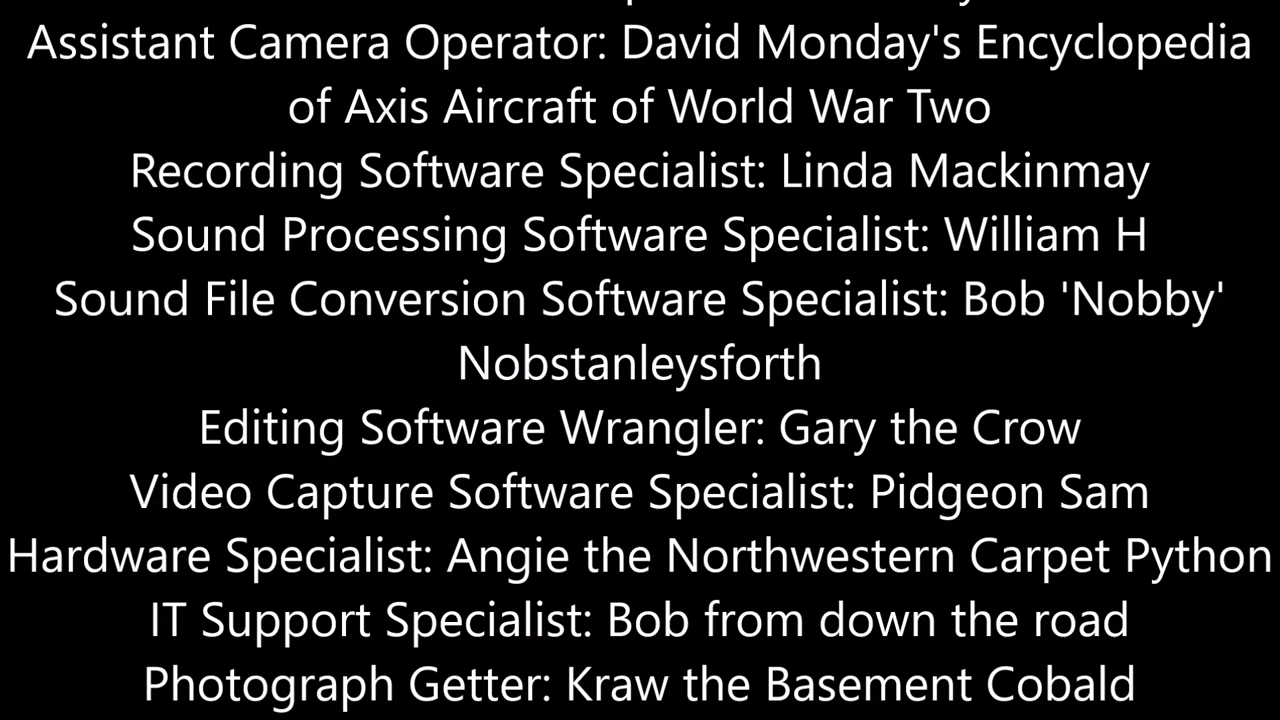 Assistant Camera Operator: David Monday's Encyclopedia
of Axis Aircraft of World War Two
Recording Software Specialist: Linda Mackinmay
Sound Processing Software Specialist: William H
Sound File Conversion Software Specialist: Bob 'Nobby'
Nobstanleysforth
Editing Software Wrangler: Gary the Crow
Video Capture Software Specialist: Pidgeon Sam
Hardware Specialist: Angie the Northwestern Carpet Python
IT Support Specialist: Bob from down the road
Photograph Getter: Kraw the Basement Cobald